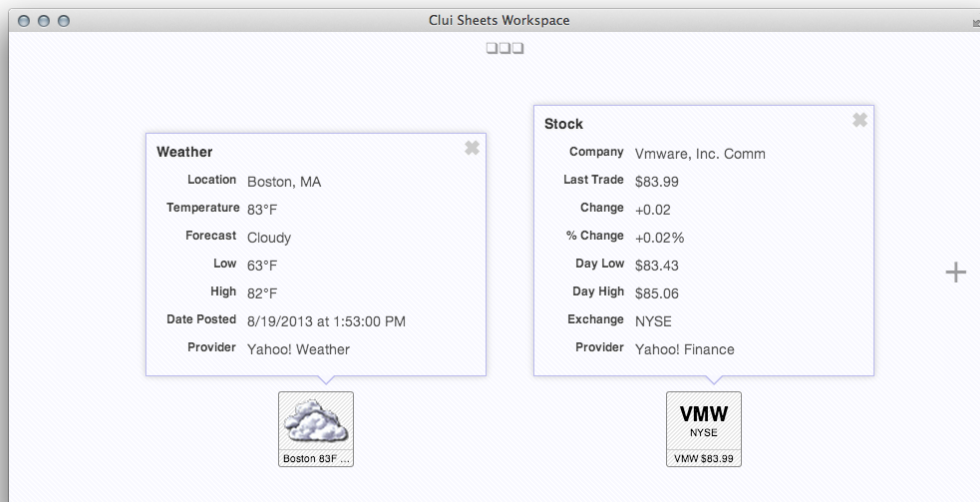 Clui Sheets Workspace
Weather
Location Boston, MA
Temperature 83°F
Forecast Cloudy
Low 63°F
High 82°F
Date Posted 8/19/2013 at 1:53:00 PM
Provider Yahoo! Weather
Boston 83F ...
Stock
Company Vmware, Inc. Comm
Last Trade $83.99
Change +0.02
% Change +0.02%
Day Low $83.43
Day High $85.06
Exchange NYSE
Provider Yahoo! Finance
VMW
NYSE
VMW $83.99